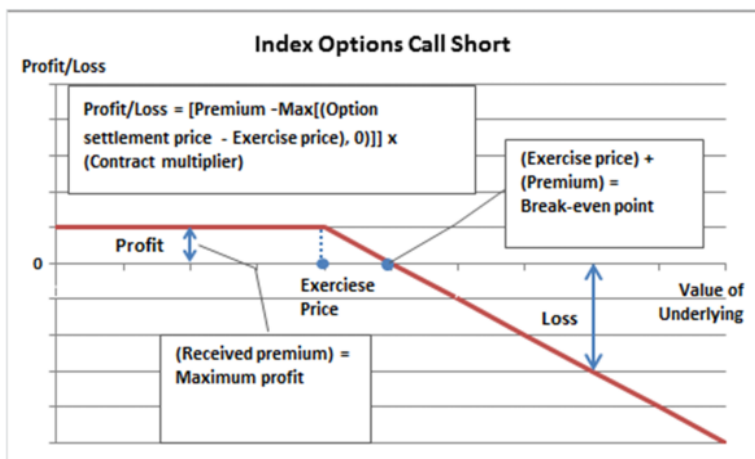 Index Options Call Short
Profit/Loss
Profit/Loss = [Premium -Max[(Option
settlement price - Exercise price), 0)]] x
(Contract multiplier)
(Exercise price) +
(Premium) =
Break-even point
Profit
0
Exerciese
Price
Value of
Underlying
Loss
(Received premium) =
Maximum profit